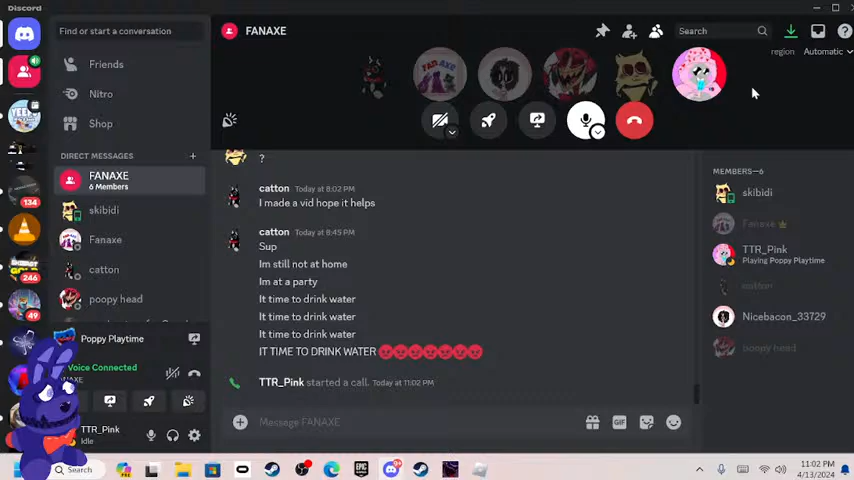 Discord
Find or start a conversation
FANAXE
Search
region
Automatic
Friends
Nitro
Shop
DIRECT MESSAGES
FANAXE
6 Members
skibidi
Fanaxe
catton
poopy head
Poppy Playtime
Voice Connected
TTR_Pink
Idle
134
246
49
?
catton Today at 8:02 PM
I made a vid hope it helps
catton Today at 8:45 PM
Sup
Im still not at home
Im at a party
It time to drink water
It time to drink water
It time to drink water
IT TIME TO DRINK WATER
TTR_Pink started a call. Today at 11:02 PM
Message FANAXE
GIF
MEMBERS—6
skibidi
Fanaxe
TTR_Pink
Playing Poppy Playtime
catton
Nicebacon_33729
poopy head
Search
EPIC
11:02 PM
4/13/2024